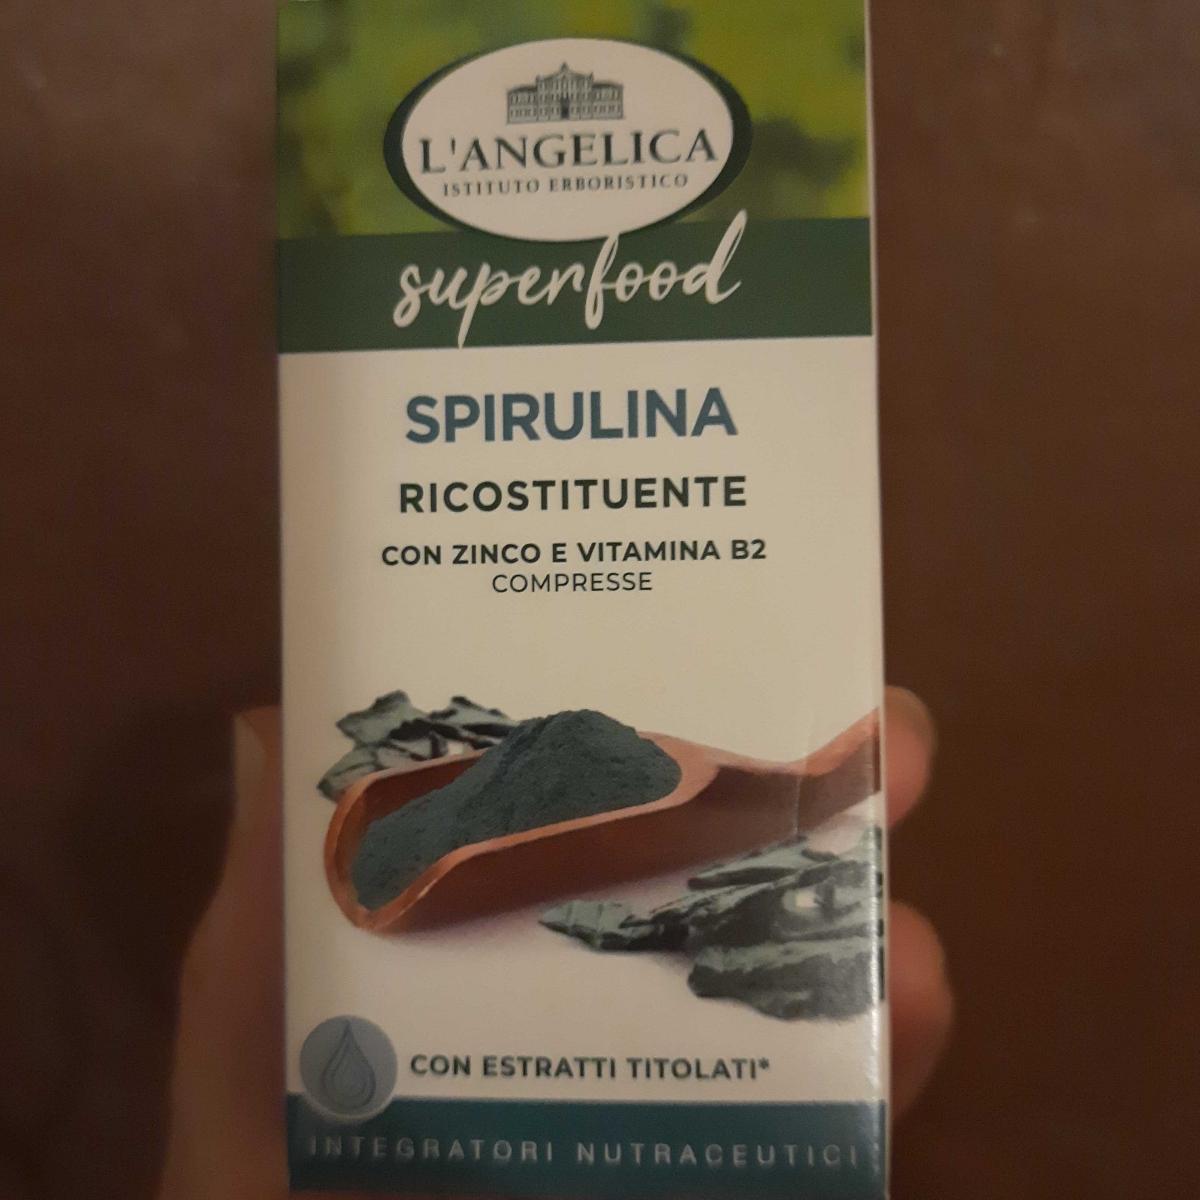 L'ANGELICA
ISTITUTO ERBORISTICO
superfood
SPIRULINA
RICOSTITUENTE
CON ZINCO E VITAMINA B2
COMPRESSE
CON ESTRATTI TITOLATI*
INTEGRATORI NUTRACEUTICI